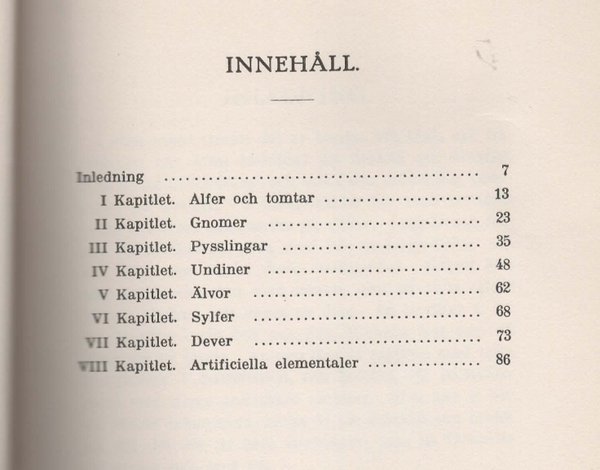 INNEHÅLL.
Inledning ........ 7
I Kapitlet. Alfer och tomtar ........ 13
II Kapitlet. Gnomer ........ 23
III Kapitlet. Pysslingar ........ 35
IV Kapitlet. Undiner ........ 48
V Kapitlet. Älvor ........ 62
VI Kapitlet. Sylfer ........ 68
VII Kapitlet. Dever ........ 73
VIII Kapitlet. Artificiella elementaler ........ 86